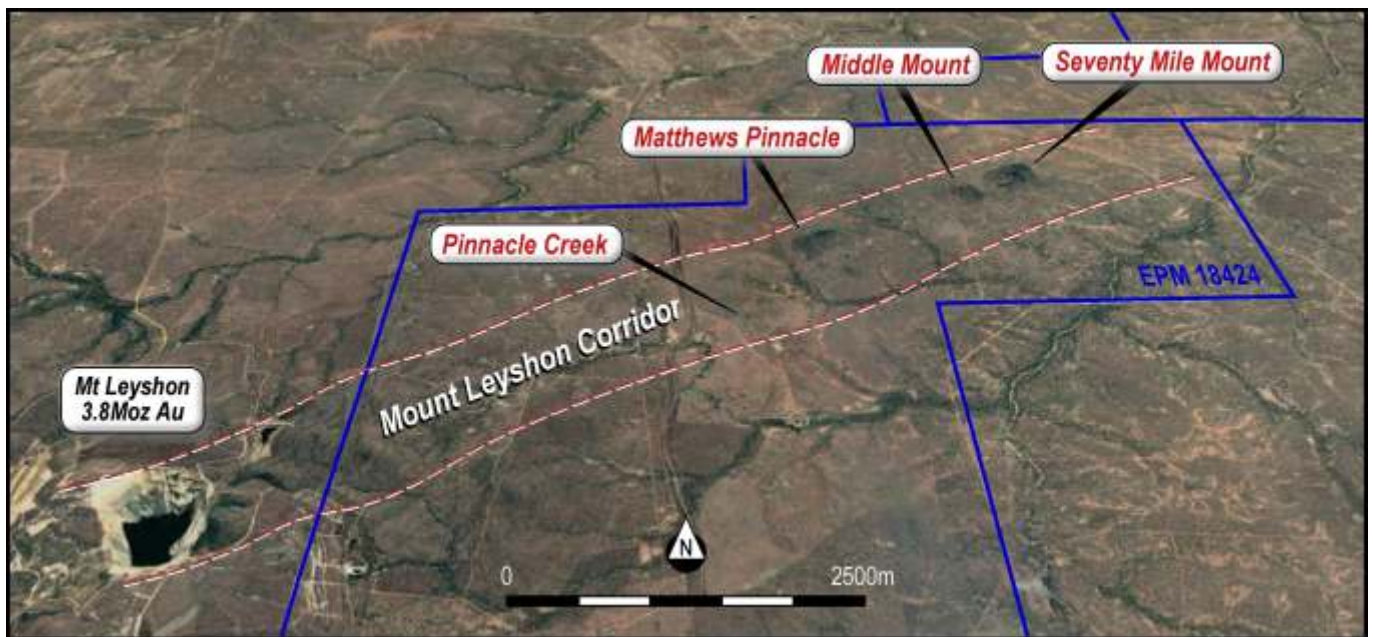 Middle Mount
Seventy Mile Mount
Matthews Pinnacle
Pinnacle Creek
EPM 18424
Mount Leyshon Corridor
Mt Leyshon
3.8Moz Au
N
0
2500m